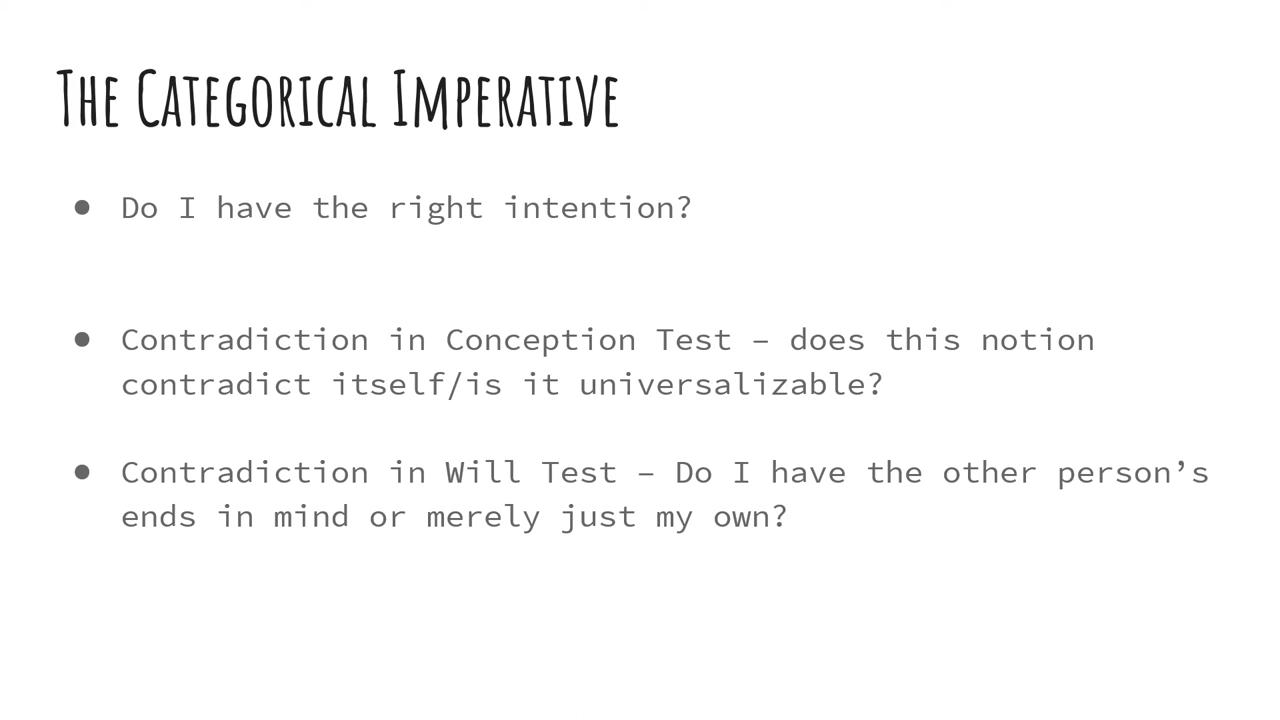 The Categorical Imperative
● Do I have the right intention?
● Contradiction in Conception Test – does this notion
contradict itself/is it universalizable?
● Contradiction in Will Test – Do I have the other person’s
ends in mind or merely just my own?